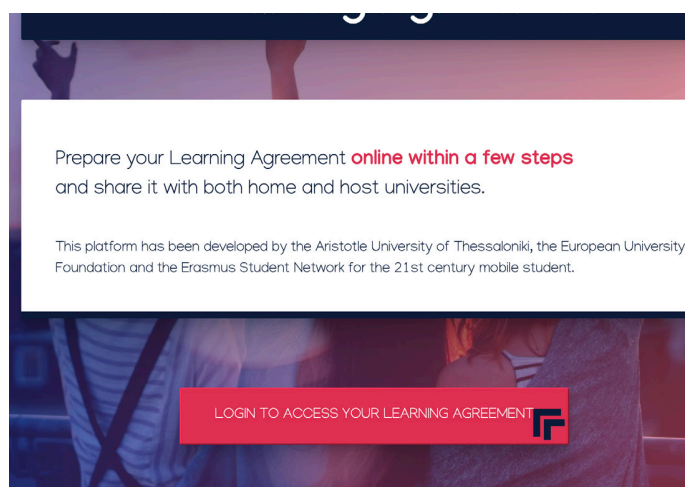 Prepare your Learning Agreement online within a few steps
and share it with both home and host universities.
This platform has been developed by the Aristotle University of Thessaloniki, the European University
Foundation and the Erasmus Student Network for the 21st century mobile student.
LOGIN TO ACCESS YOUR LEARNING AGREEMENT